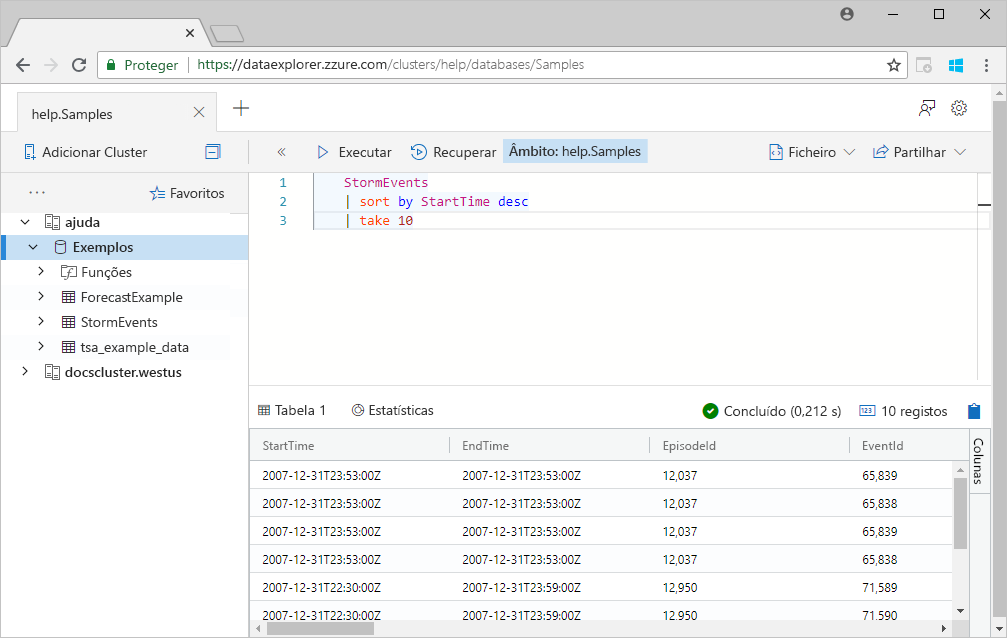 Proteger https://dataexplorer.zzure.com/clusters/help/databases/Samples
help.Samples
Adicionar Cluster
Executar Recuperar Âmbito: help.Samples Ficheiro Partilhar
Favoritos
ajuda
Exemplos
Funções
ForecastExample
StormEvents
tsa_example_data
docscluster.westus
1 StormEvents
2 | sort by StartTime desc
3 | take 10
Tabela 1 Estatísticas Concluído (0,212 s) 123 10 registos
StartTime EndTime EpisodeId EventId
2007-12-31T23:53:00Z 2007-12-31T23:53:00Z 12,037 65,839
2007-12-31T23:53:00Z 2007-12-31T23:53:00Z 12,037 65,838
2007-12-31T23:53:00Z 2007-12-31T23:53:00Z 12,037 65,839
2007-12-31T23:53:00Z 2007-12-31T23:53:00Z 12,037 65,838
2007-12-31T22:30:00Z 2007-12-31T23:59:00Z 12,950 71,589
2007-12-31T22:30:00Z 2007-12-31T23:59:00Z 12,950 71,590
Colunas